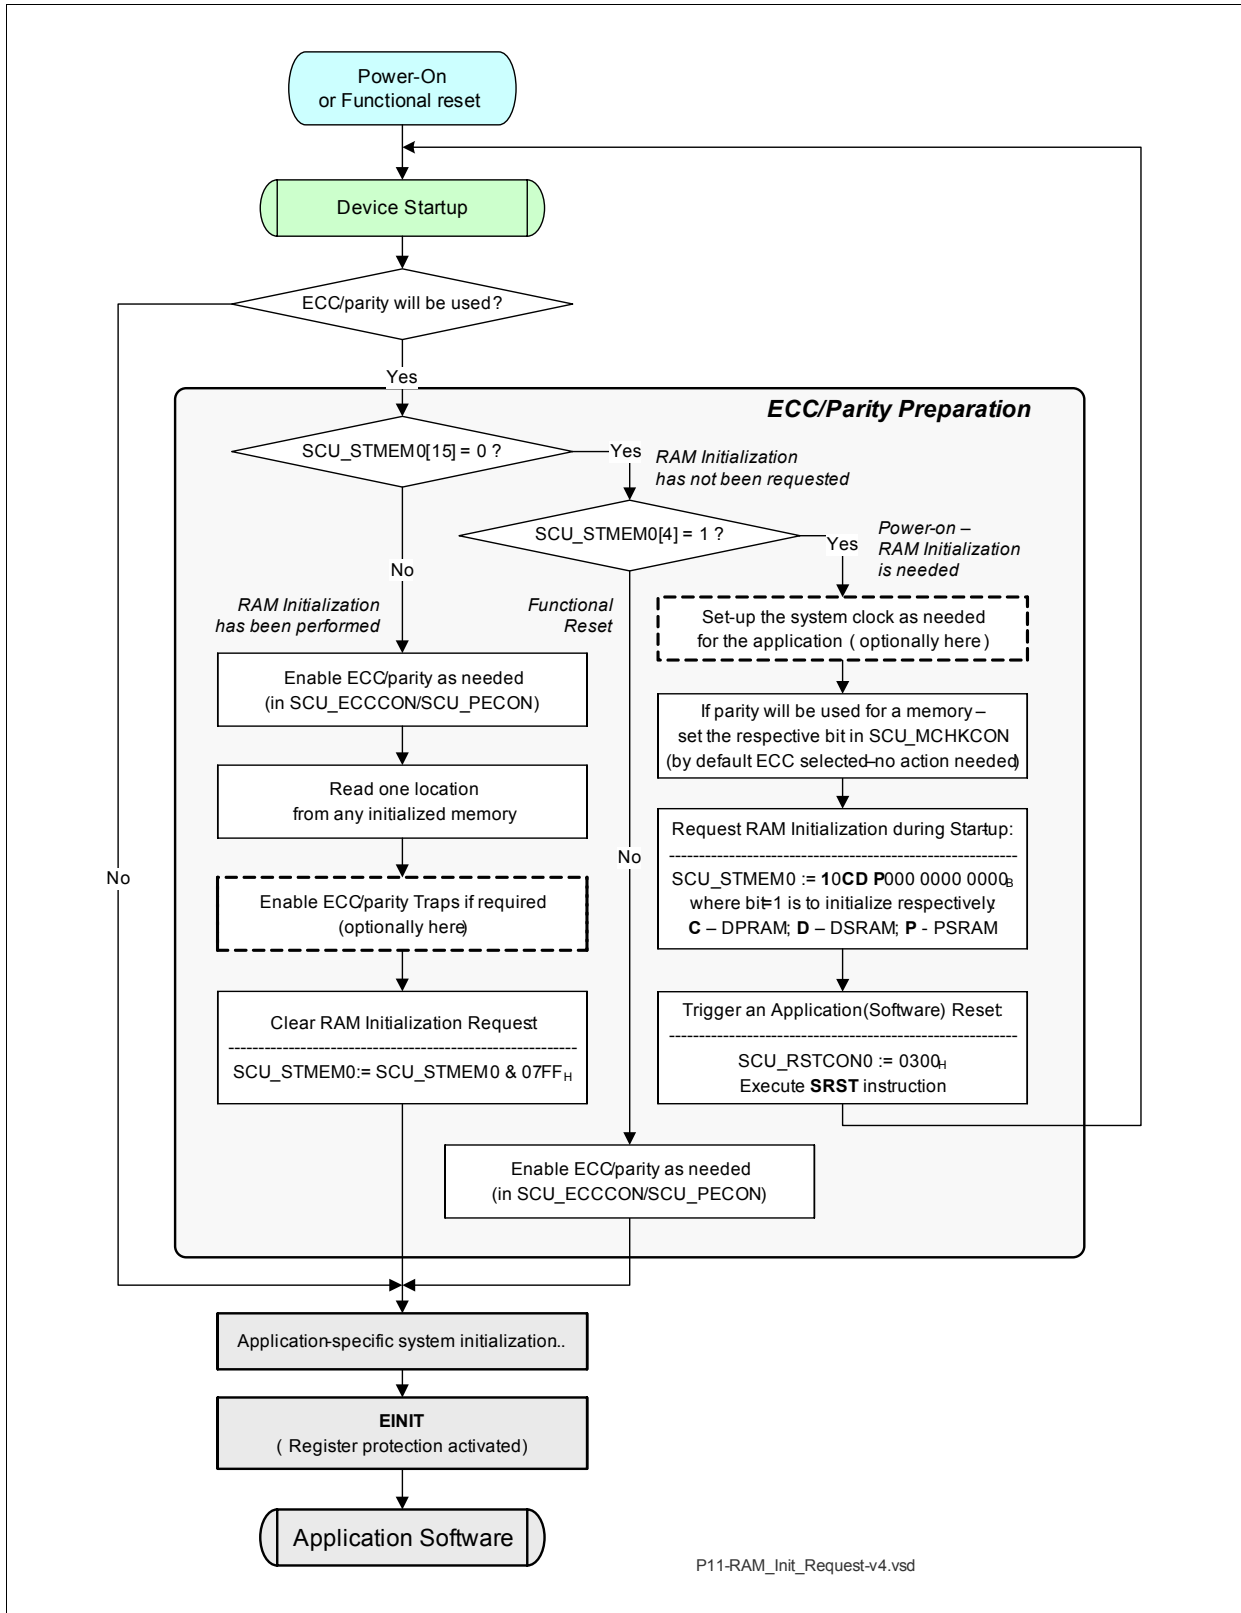 Power-On
or Functional reset
Device Startup
ECC/parity will be used?
Yes
ECC/Parity Preparation
SCU_STMEM0[15] = 0 ?
Yes
RAM Initialization
has not been requested
SCU_STMEM0[4] = 1 ?
Yes
Power-on –
RAM Initialization
is needed
No
RAM Initialization
has been performed
Functional
Reset
Set-up the system clock as needed
for the application ( optionally here)
Enable ECC/parity as needed
(in SCU_ECCCON/SCU_PECON)
If parity will be used for a memory –
set the respective bit in SCU_MCHKCON
(by default ECC selected–no action needed)
Read one location
from any initialized memory
Request RAM Initialization during Start-up:
------------------------------------------------------------
SCU_STMEM0 := 10CD P000 0000 0000B
where bit=1 is to initialize respectively:
C – DPRAM; D – DSRAM; P - PSRAM
No
No
Enable ECC/parity Traps if required
(optionally here)
Clear RAM Initialization Request
------------------------------------------------------------
SCU_STMEM0:= SCU_STMEM0 & 07FFH
Trigger an Application(Software) Reset:
------------------------------------------------------------
SCU_RSTCON0 := 0300H
Execute SRST instruction
Enable ECC/parity as needed
(in SCU_ECCCON/SCU_PECON)
Application-specific system initialization..
EINIT
( Register protection activated)
Application Software
P11-RAM_Init_Request-v4.vsd